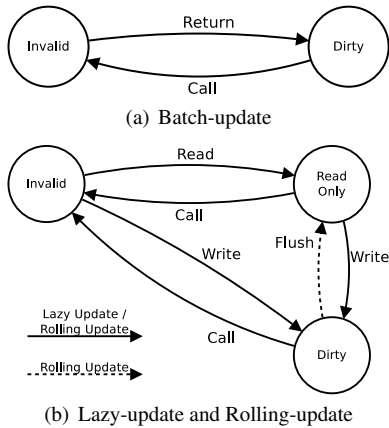 Return
Invalid
Dirty
Call
(a) Batch-update
Read
Invalid
Read
Only
Call
Flush
Write
Write
Lazy Update /
Rolling Update
Call
Rolling Update
Dirty
(b) Lazy-update and Rolling-update